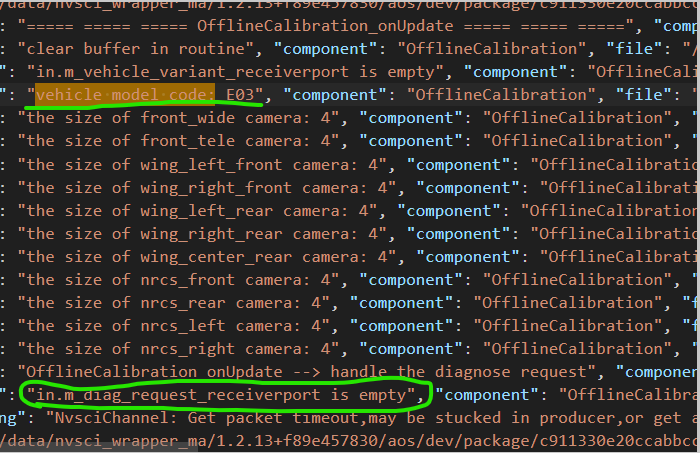 /data/nvsci_wrapper_ma/1.2.13+f89e457830/aos/dev/package/c911330e20ccabbcc
: "===== ===== ===== OfflineCalibration_onUpdate ===== ===== =====", "compo
: "clear buffer in routine", "component": "OfflineCalibration", "file": "/
": "in.m_vehicle_variant_receiverport is empty", "component": "OfflineCali
": "vehicle model code: E03", "component": "OfflineCalibration", "file": "
: "the size of front_wide camera: 4", "component": "OfflineCalibration",
: "the size of front_tele camera: 4", "component": "OfflineCalibration",
: "the size of wing_left_front camera: 4", "component": "OfflineCalibratio
: "the size of wing_right_front camera: 4", "component": "OfflineCalibrati
: "the size of wing_left_rear camera: 4", "component": "OfflineCalibration
: "the size of wing_right_rear camera: 4", "component": "OfflineCalibratio
: "the size of wing_center_rear camera: 4", "component": "OfflineCalibrati
: "the size of nrcs_front camera: 4", "component": "OfflineCalibration",
: "the size of nrcs_rear camera: 4", "component": "OfflineCalibration", "f
: "the size of nrcs_left camera: 4", "component": "OfflineCalibration", "f
: "the size of nrcs_right camera: 4", "component": "OfflineCalibration",
: "OfflineCalibration onUpdate --> handle the diagnose request", "componen
": "in.m_diag_request_receiverport is empty", "component": "OfflineCalibra
ng": "NvsciChannel: Get packet timeout,may be stucked in producer,or get a
/data/nvsci_wrapper_ma/1.2.13+f89e457830/aos/dev/package/c911330e20ccabbcc